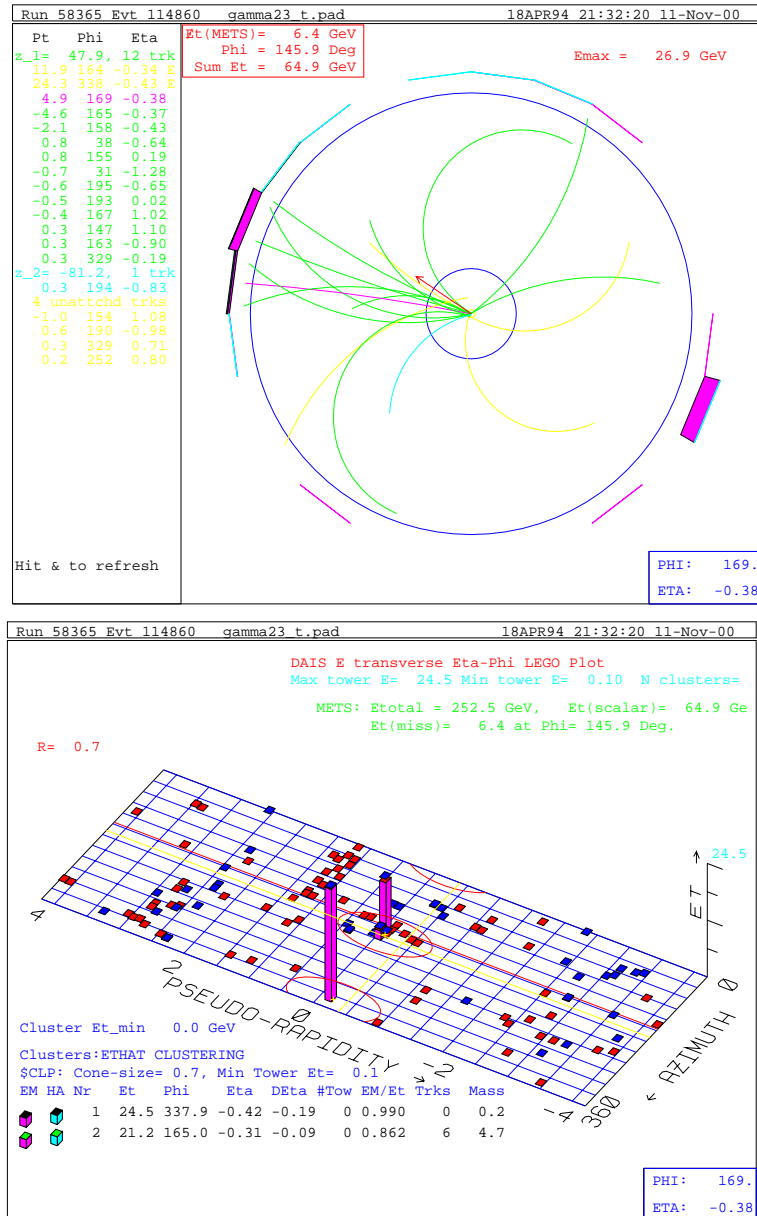 Run 58365 Evt 114860 gamma23_t.pad 18APR94 21:32:20 11-Nov-00
Pt Phi Eta
z_1= 47.9, 12 trk
11.9 164 -0.34 E
24.3 338 -0.43 E
4.9 169 -0.38
-4.6 165 -0.37
-2.1 158 -0.43
0.8 38 -0.64
0.8 155 0.19
-0.7 31 -1.28
-0.6 195 -0.65
-0.5 193 0.02
-0.4 167 1.02
0.3 147 1.10
0.3 163 -0.90
0.3 329 -0.19
z_2= -81.2, 1 trk
0.3 194 -0.83
4 unattchd trks
-1.0 154 1.08
0.6 190 -0.98
0.3 329 0.71
0.2 252 0.80
Hit & to refresh
Et(METS)= 6.4 GeV
Phi = 145.9 Deg
Sum Et = 64.9 GeV
Emax = 26.9 GeV
PHI: 169.
ETA: -0.38
Run 58365 Evt 114860 gamma23_t.pad 18APR94 21:32:20 11-Nov-00
DAIS E transverse Eta-Phi LEGO Plot
Max tower E= 24.5 Min tower E= 0.10 N clusters=
METS: Etotal = 252.5 GeV, Et(scalar)= 64.9 Ge
Et(miss)= 6.4 at Phi= 145.9 Deg.
R= 0.7
24.5
ET
4
2
0
-2
-4
PSEUDO-RAPIDITY
0
360
AZIMUTH
Cluster Et_min 0.0 GeV
Clusters:ETHAT CLUSTERING
$CLP: Cone-size= 0.7, Min Tower Et= 0.1
EM HA Nr Et Phi Eta DEta #Tow EM/Et Trks Mass
1 24.5 337.9 -0.42 -0.19 0 0.990 0 0.2
2 21.2 165.0 -0.31 -0.09 0 0.862 6 4.7
PHI: 169.
ETA: -0.38